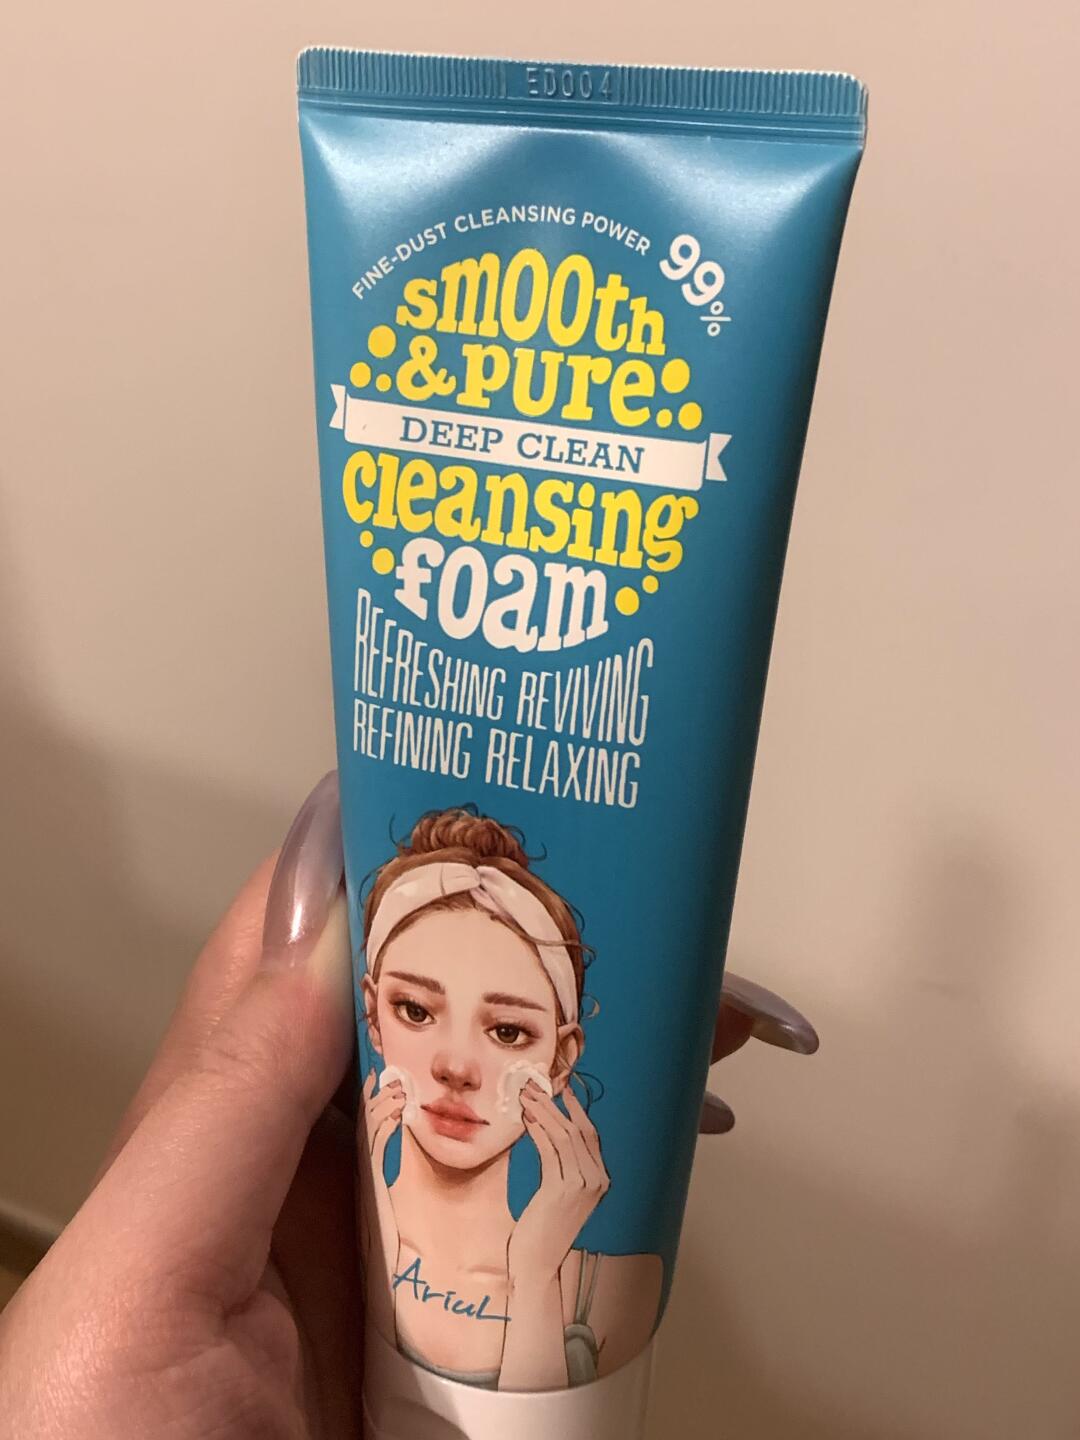 ED004
FINE-DUST CLEANSING POWER 99%
smooth
&pure
DEEP CLEAN
cleansing
foam
REFRESHING REVIVING
REFINING RELAXING
Ariul